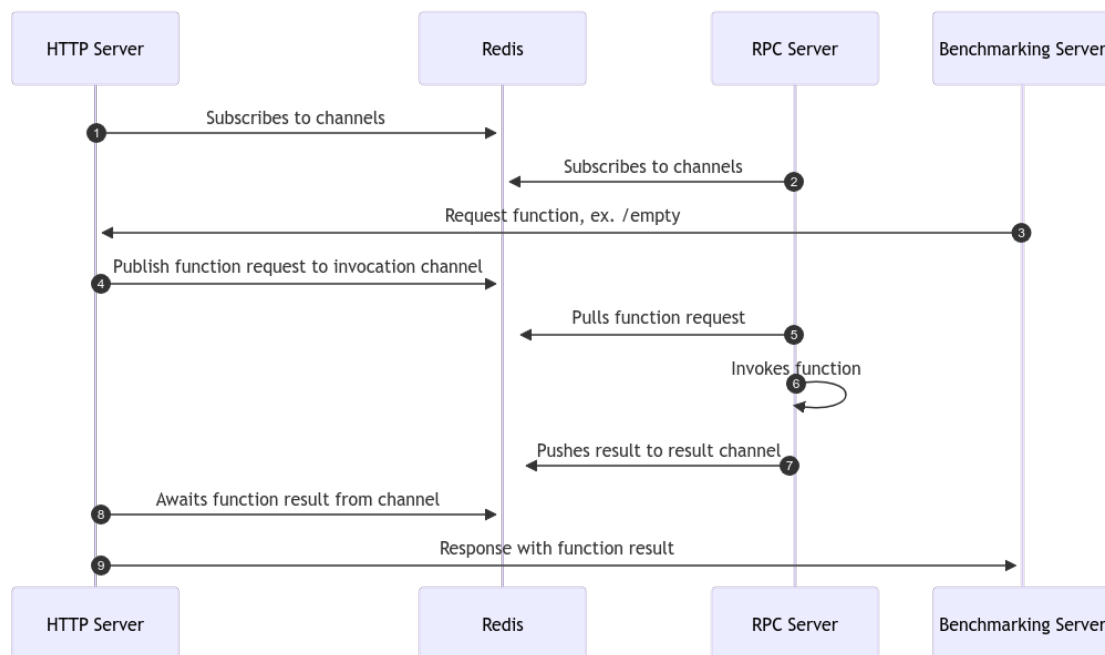 HTTP Server
Redis
RPC Server
Benchmarking Server
Subscribes to channels
1
Subscribes to channels
2
Request function, ex. /empty
3
Publish function request to invocation channel
4
Pulls function request
5
Invokes function
6
Pushes result to result channel
7
Awaits function result from channel
8
Response with function result
9
HTTP Server
Redis
RPC Server
Benchmarking Server